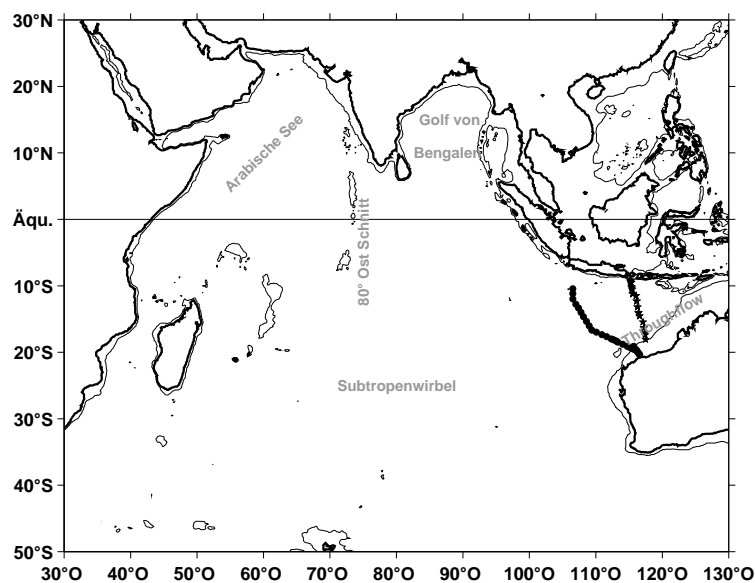 30°N
20°N
10°N
Äqu.
10°S
20°S
30°S
40°S
50°S
Arabische See
Golf von
Bengalen
80° Ost Schnitt
Throughflow
Subtropenwirbel
30°O 40°O 50°O 60°O 70°O 80°O 90°O 100°O 110°O 120°O 130°O